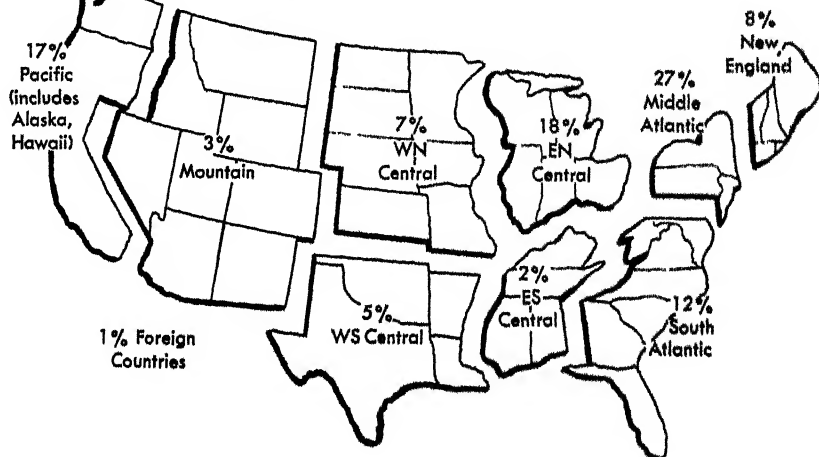 17%
Pacific
(includes
Alaska,
Hawaii)
3%
Mountain
7%
WN
Central
18%
EN
Central
27%
Middle
Atlantic
8%
New
England
1% Foreign
Countries
5%
WS Central
2%
ES
Central
12%
South
Atlantic